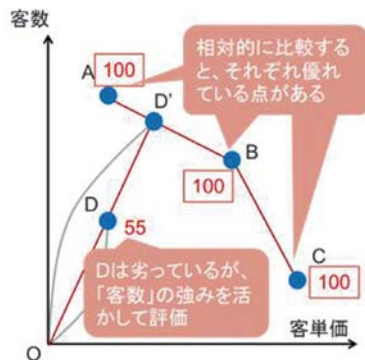 客数
相対的に比較する
と、それぞれ優れ
ている点がある
A
100
D'
B
100
D
55
C
100
Dは劣っているが、
「客数」の強みを活
かして評価
O
客単価